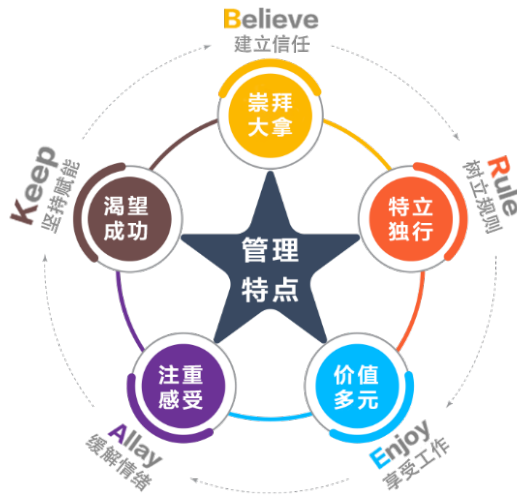 Believe
建立信任
崇拜
大拿
Rule
树立规则
特立
独行
Enjoy
享受工作
价值
多元
Allay
缓解情绪
注重
感受
Keep
坚持赋能
渴望
成功
管理
特点